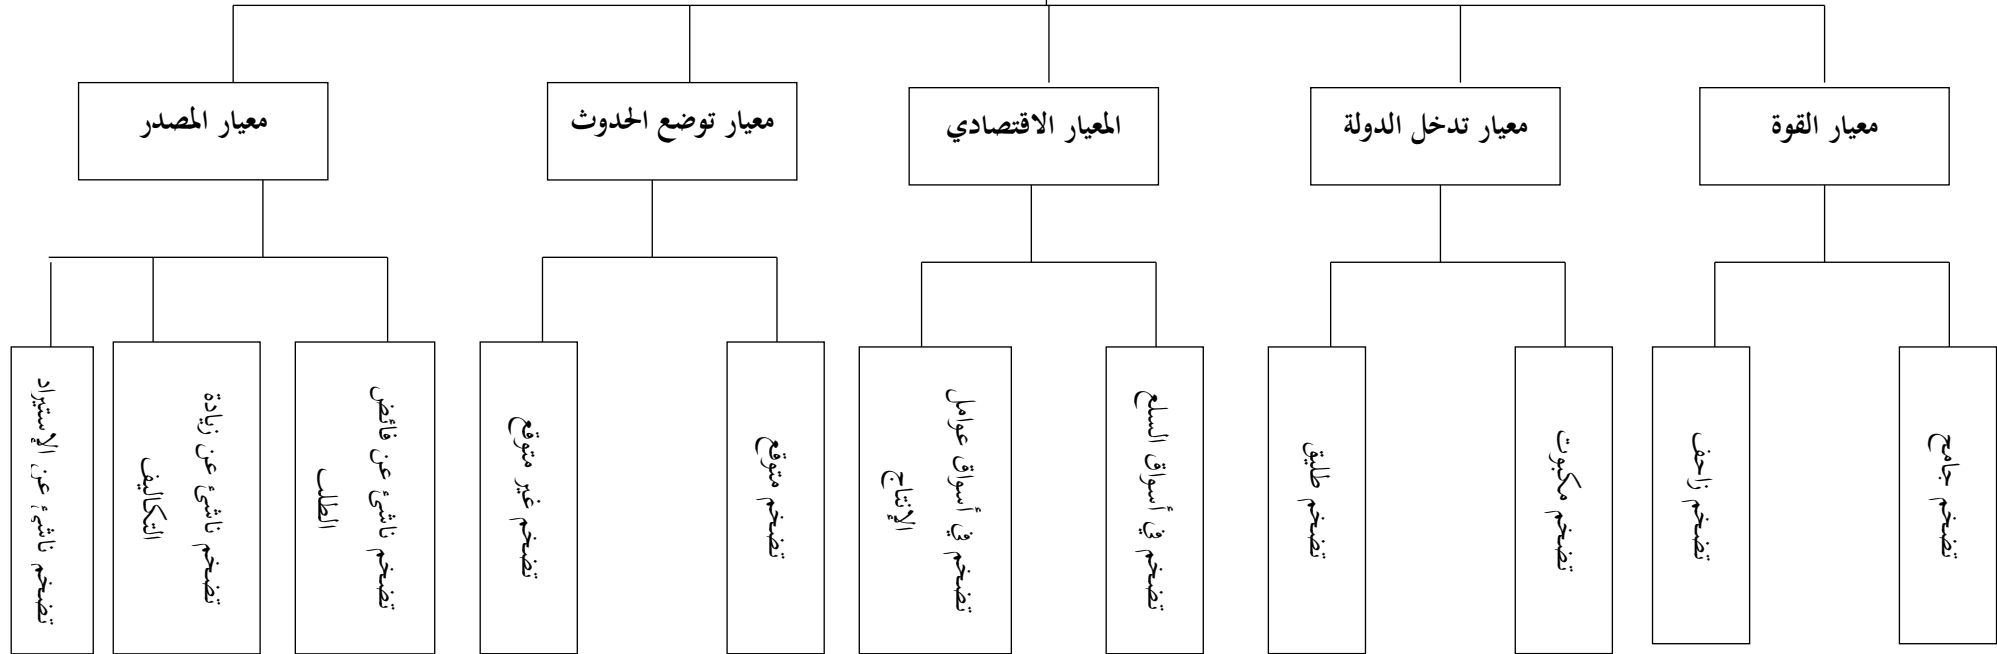 معيار القوة
معيار تدخل الدولة
المعيار الاقتصادي
معيار توضع الحدوث
معيار المصدر
تضخم جامح
تضخم زاحف
تضخم مكبوت
تضخم طليق
تضخم في أسواق السلع
تضخم في أسواق عوامل
الإنتاج
تضخم متوقع
تضخم غير متوقع
تضخم ناشئ عن فائض
الطلب
تضخم ناشئ عن زيادة
التكاليف
تضخم ناشئ عن الإستيراد